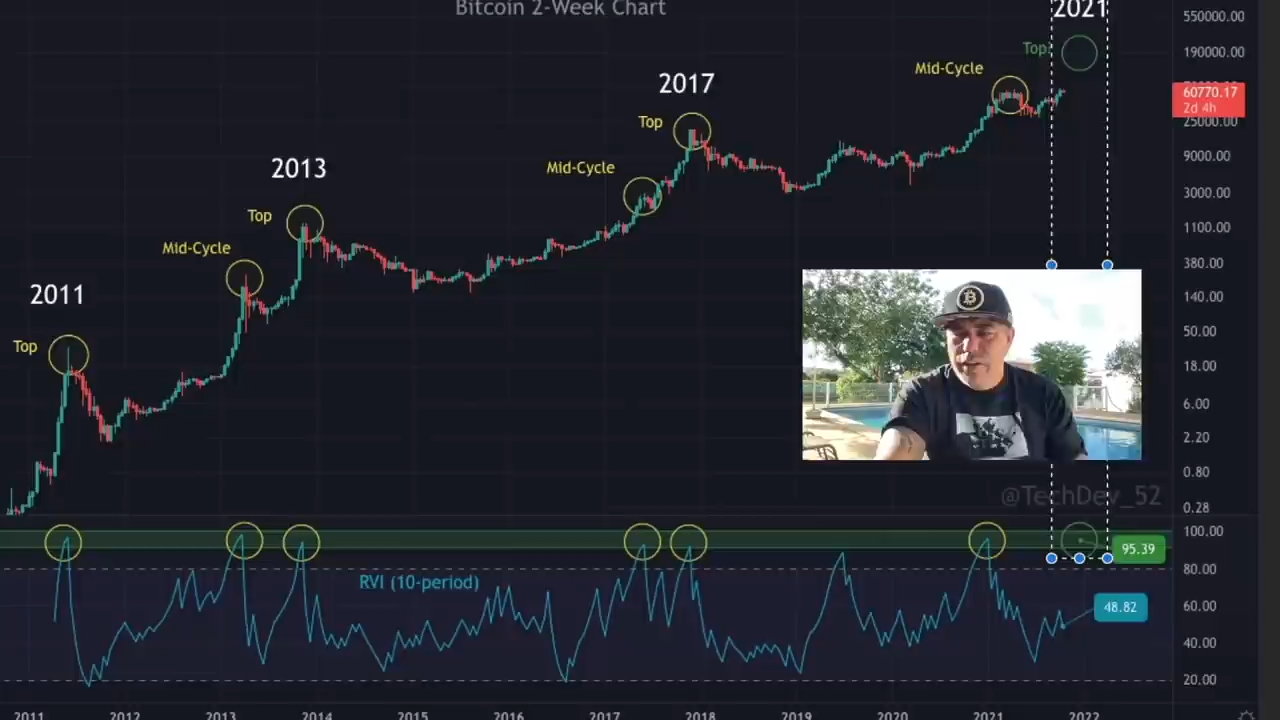 Bitcoin 2-Week Chart
2021
Top
Mid-Cycle
2017
Top
Mid-Cycle
2013
Top
Mid-Cycle
2011
Top
550000.00
190000.00
60770.17
2d 4h
25000.00
9000.00
3000.00
1100.00
380.00
140.00
50.00
18.00
6.00
2.20
0.80
0.28
@TechDev_52
RVI (10-period)
100.00
95.39
80.00
60.00
48.82
40.00
20.00
2011 2012 2013 2014 2015 2016 2017 2018 2019 2020 2021 2022